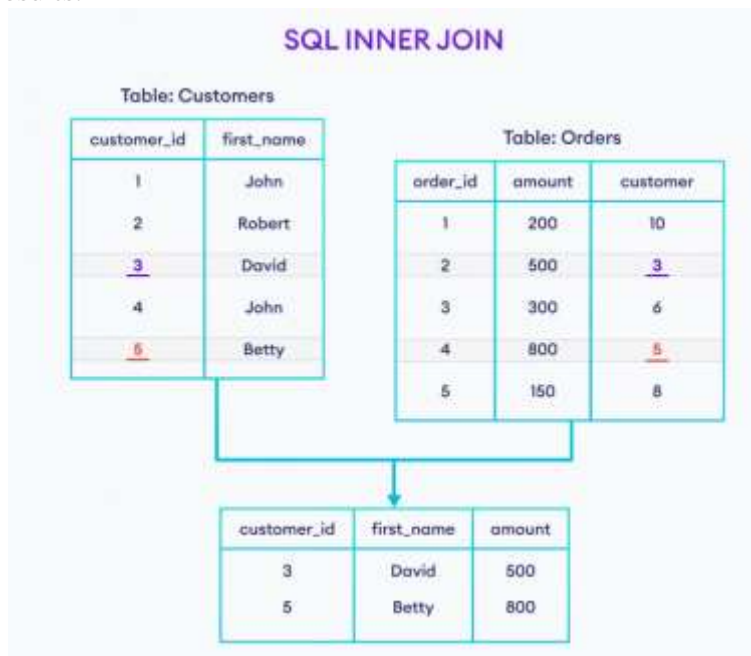 SQL INNER JOIN
Table: Customers
customer_id first_name
1 John
2 Robert
3 David
4 John
5 Betty
Table: Orders
order_id amount customer
1 200 10
2 500 3
3 300 6
4 800 5
5 150 8
customer_id first_name amount
3 David 500
5 Betty 800